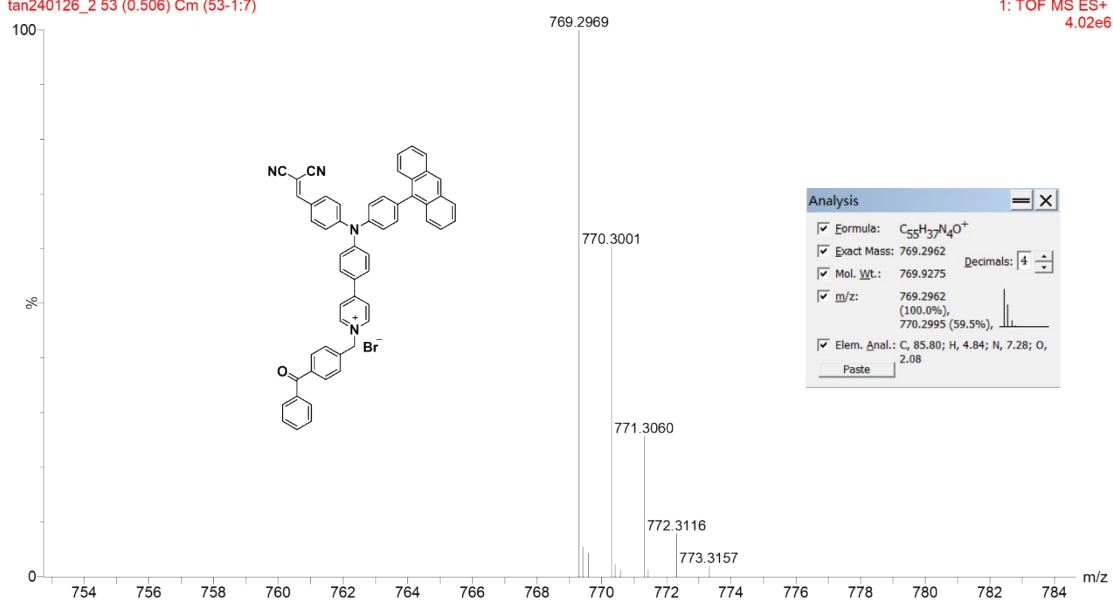 tan240126_2 53 (0.506) Cm (53-1:7)
1: TOF MS ES+
4.02e6
769.2969
100
NC CN
N
N
+
Br−
O
%
770.3001
771.3060
772.3116
773.3157
Analysis
Formula: C55H37N4O+
Exact Mass: 769.2962
Decimals: 4
Mol. Wt.: 769.9275
m/z: 769.2962
(100.0%),
770.2995 (59.5%),
Elem. Anal.: C, 85.80; H, 4.84; N, 7.28; O,
2.08
Paste
0
m/z
754 756 758 760 762 764 766 768 770 772 774 776 778 780 782 784